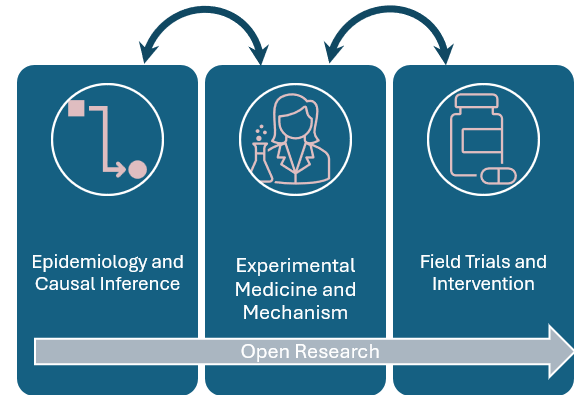 Epidemiology and
Causal Inference
Experimental
Medicine and
Mechanism
Field Trials and
Intervention
Open Research